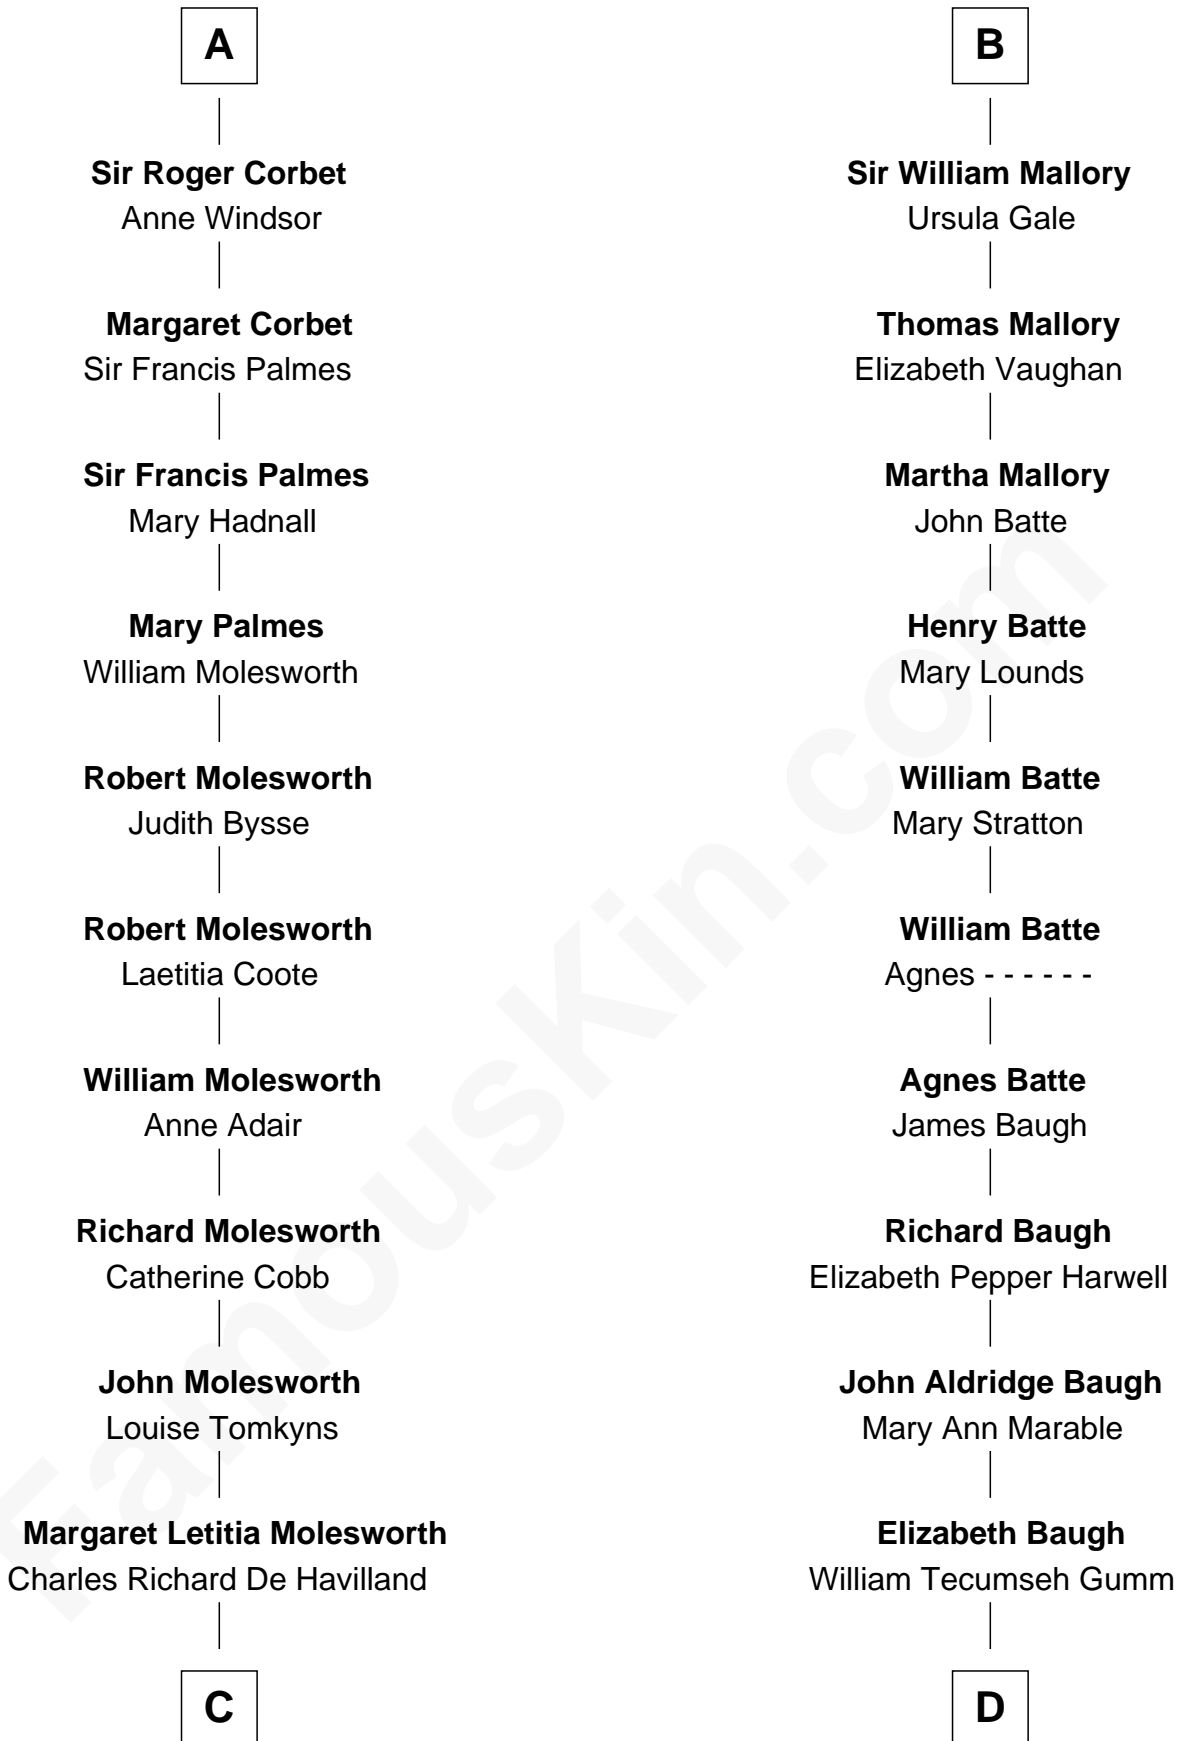 A
Sir Roger Corbet
Anne Windsor
Margaret Corbet
Sir Francis Palmes
Sir Francis Palmes
Mary Hadnall
Mary Palmes
William Molesworth
Robert Molesworth
Judith Bysse
Robert Molesworth
Laetitia Coote
William Molesworth
Anne Adair
Richard Molesworth
Catherine Cobb
John Molesworth
Louise Tomkyns
Margaret Letitia Molesworth
Charles Richard De Havilland
C
B
Sir William Mallory
Ursula Gale
Thomas Mallory
Elizabeth Vaughan
Martha Mallory
John Batte
Henry Batte
Mary Lounds
William Batte
Mary Stratton
William Batte
Agnes - - - - - -
Agnes Batte
James Baugh
Richard Baugh
Elizabeth Pepper Harwell
John Aldridge Baugh
Mary Ann Marable
Elizabeth Baugh
William Tecumseh Gumm
D
FamousKin.com